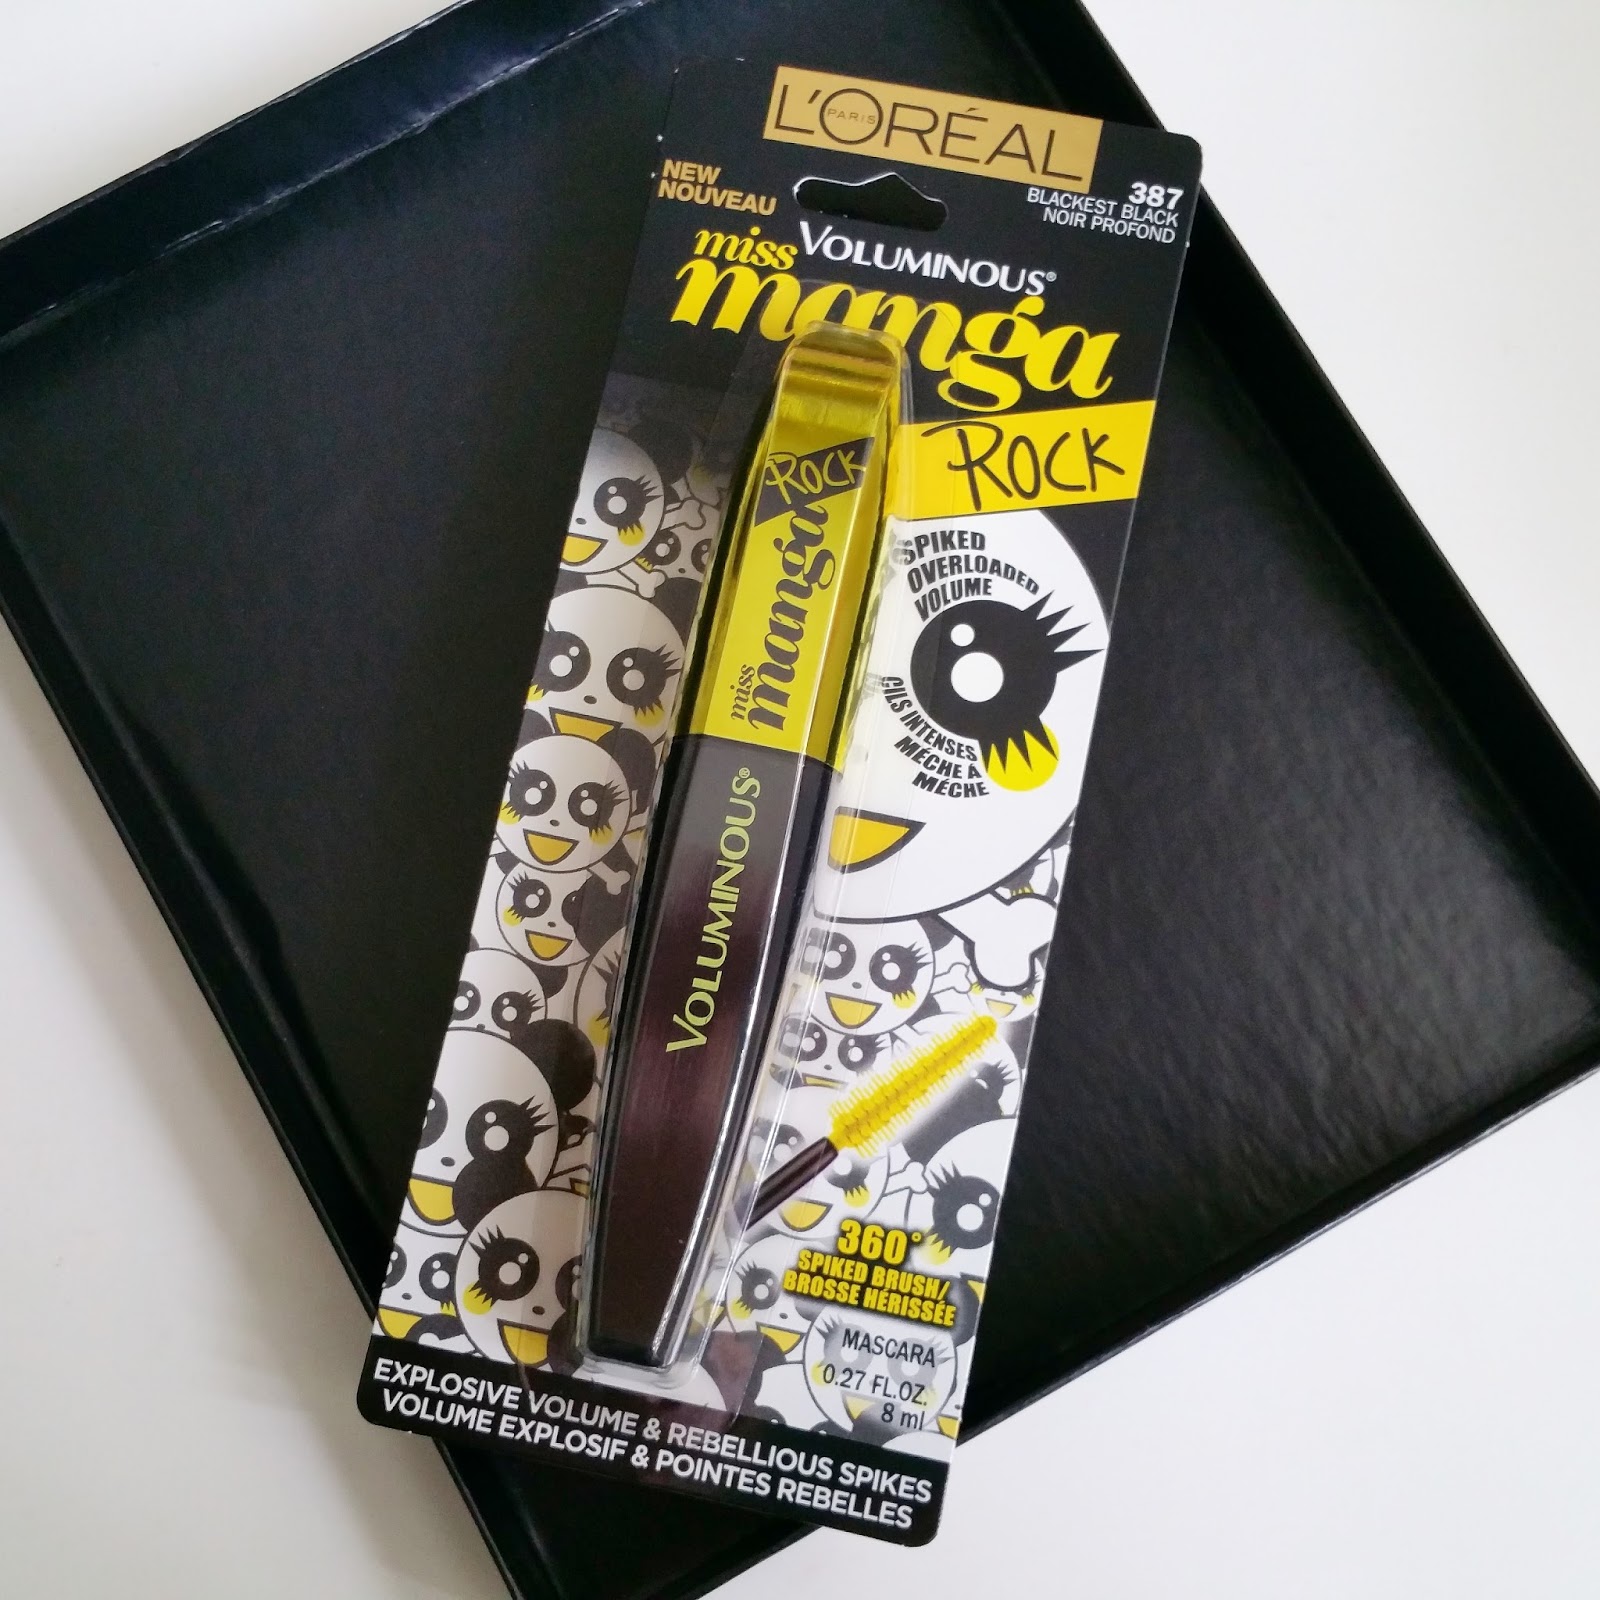 L'ORÉAL
PARIS
NEW
NOUVEAU
387
BLACKEST BLACK
NOIR PROFOND
VOLUMINOUS®
miss
manga
ROCK
SPIKED
OVERLOADED
VOLUME
CILS INTENSES
MÈCHE À
MÈCHE
ROCK
miss
manga
VOLUMINOUS®
360°
SPIKED BRUSH/
BROSSE HÉRISSÉE
MASCARA
0.27 FL.OZ.
8 ml
EXPLOSIVE VOLUME & REBELLIOUS SPIKES
VOLUME EXPLOSIF & POINTES REBELLES